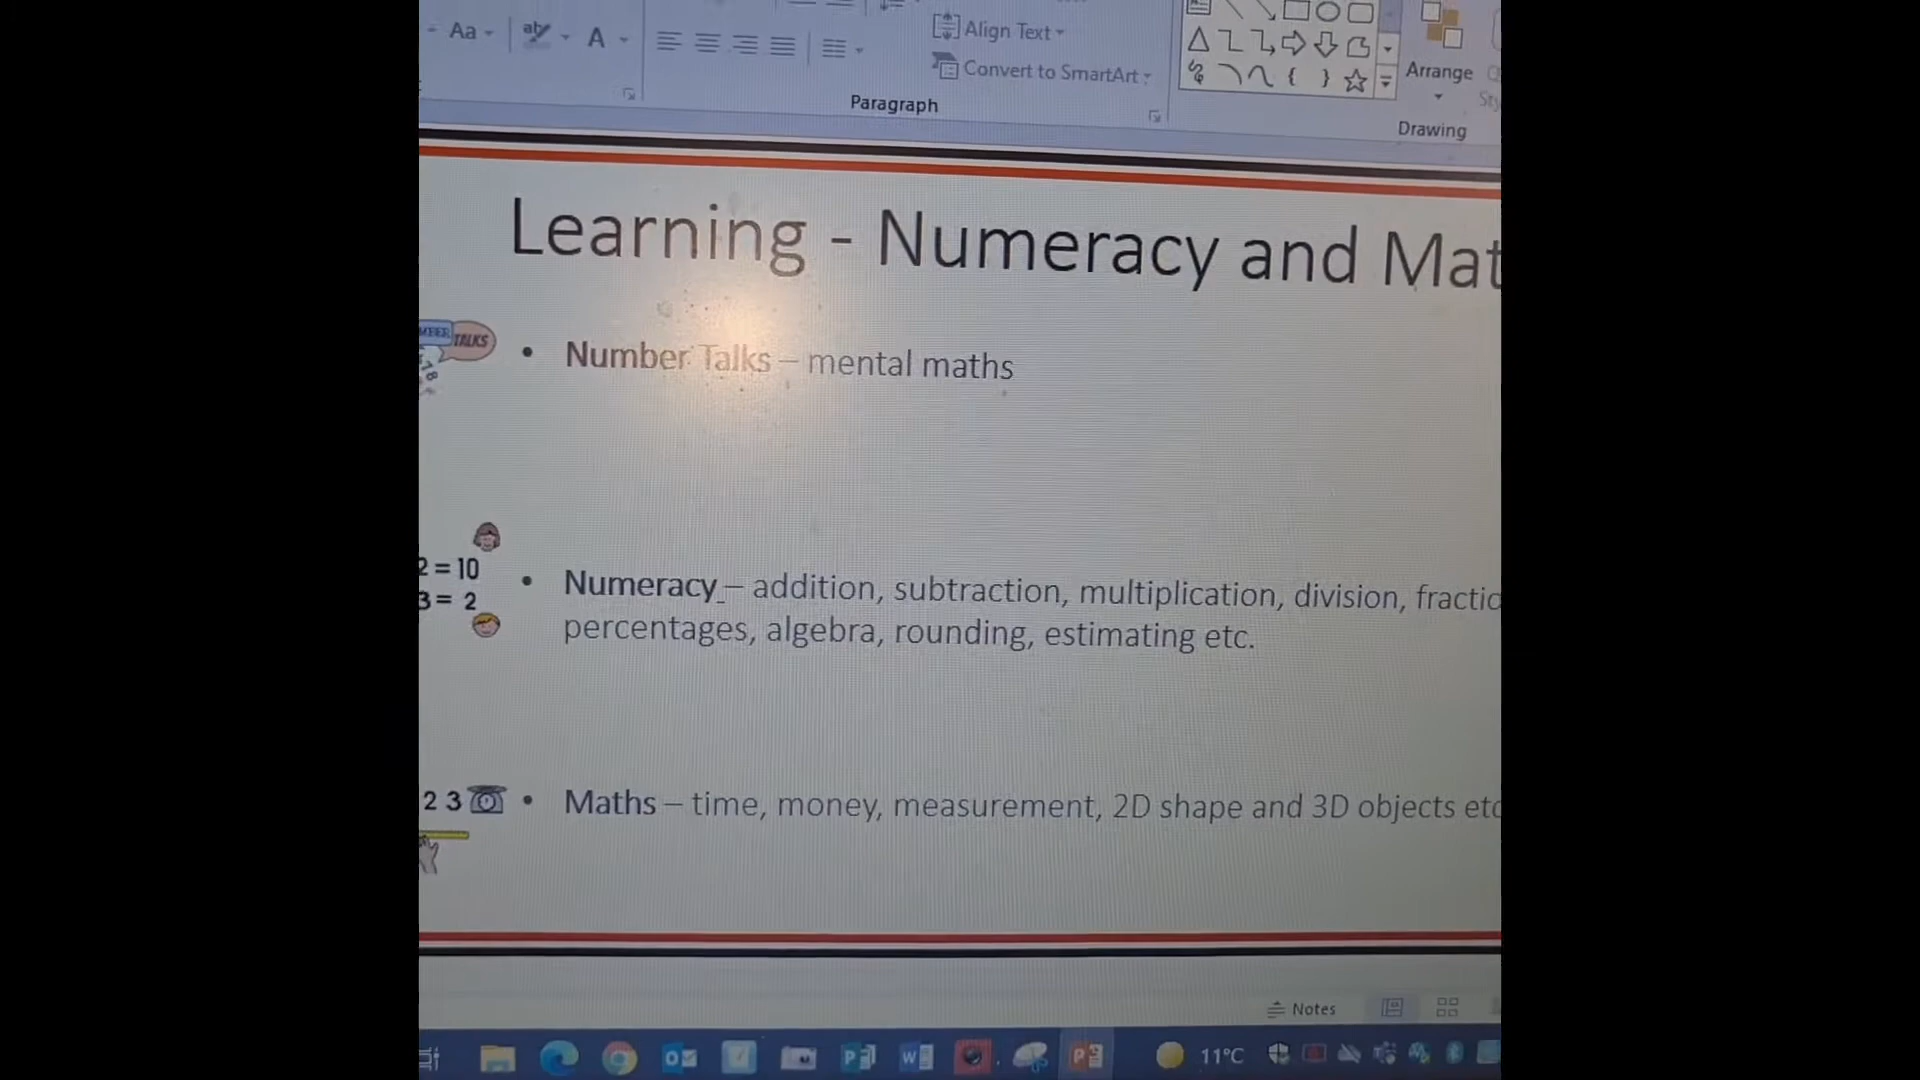 Aa
Align Text
Convert to SmartArt
Arrange
Paragraph
Drawing
Learning - Numeracy and Mat
TALKS
18
• Number Talks – mental maths
2 = 10
3 = 2
• Numeracy – addition, subtraction, multiplication, division, fractio
percentages, algebra, rounding, estimating etc.
2 3
• Maths – time, money, measurement, 2D shape and 3D objects etc
Notes
11°C